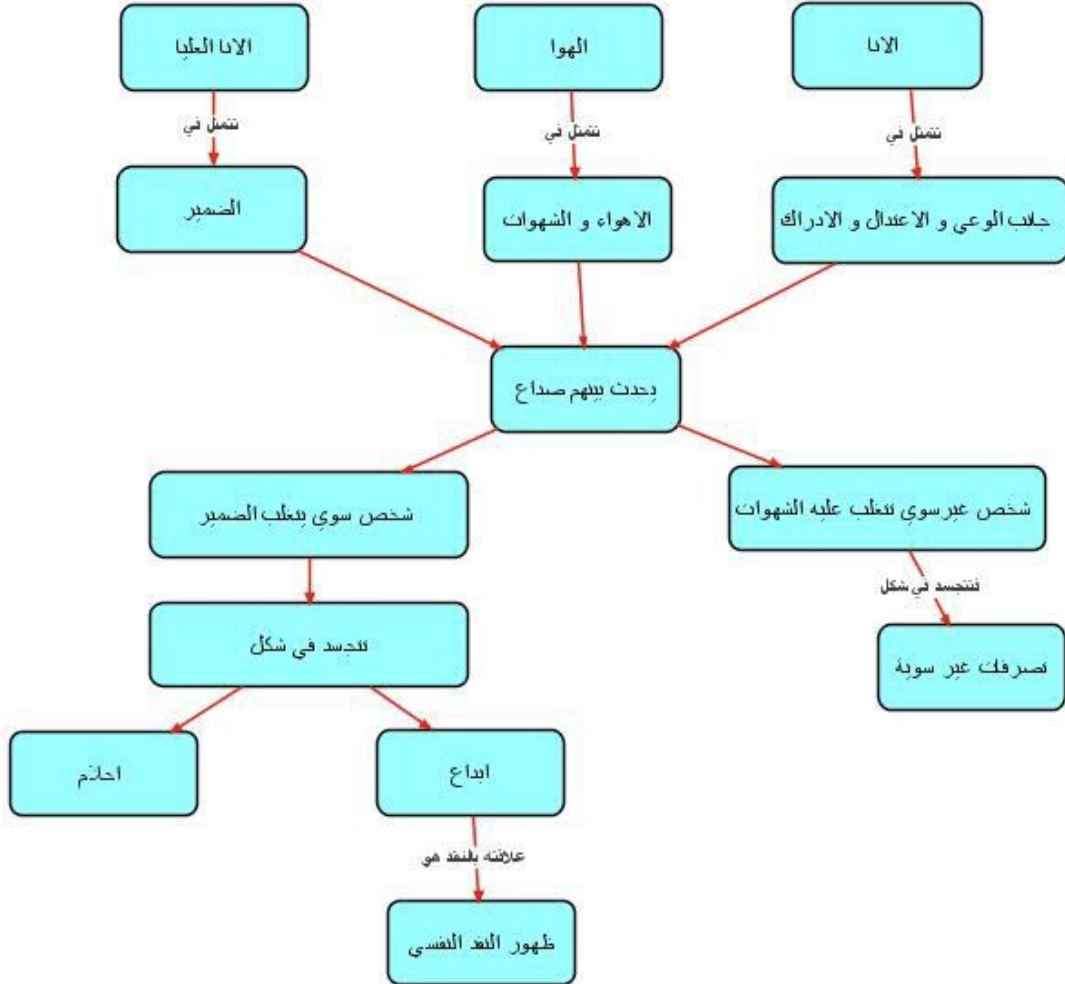 الانا
الهوا
الانا العليا
تتمثل في
تتمثل في
تتمثل في
جانب الوعي و الاعتدال و الادراك
الاهواء و الشهوات
الضمير
يحدث بينهم صداع
شخص غير سوي تتغلب عليه الشهوات
شخص سوي يتغلب الضمير
فتتجسد في شكل
تتجسد في شكل
تصرفات غير سوية
ابداع
احلام
علاقته بالنقد هي
ظهور النقد النفسي